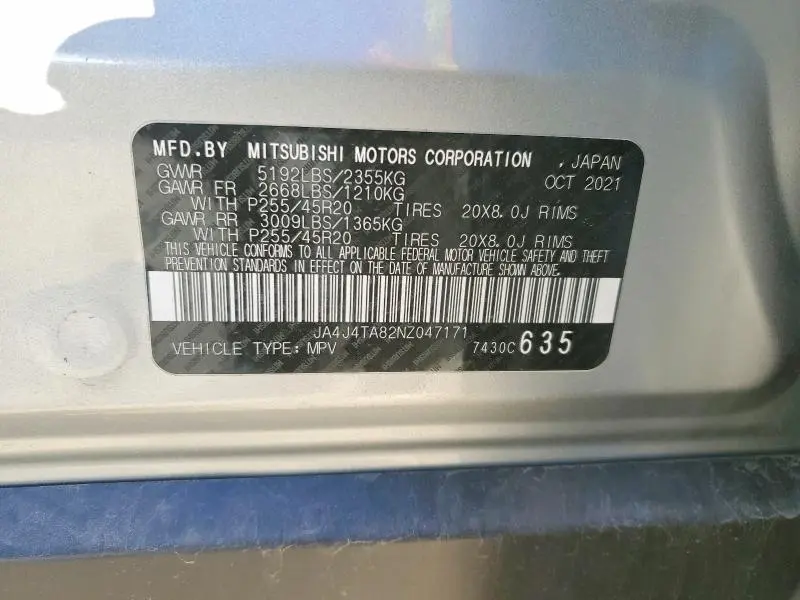 MFD.BY MITSUBISHI MOTORS CORPORATION , JAPAN
GVWR 5192LBS/2355KG OCT 2021
GAWR FR 2668LBS/1210KG
WITH P255/45R20 TIRES 20X8.0J RIMS
GAWR RR 3009LBS/1365KG
WITH P255/45R20 TIRES 20X8.0J RIMS
THIS VEHICLE CONFORMS TO ALL APPLICABLE FEDERAL MOTOR VEHICLE SAFETY AND THEFT
PREVENTION STANDARDS IN EFFECT ON THE DATE OF MANUFACTURE SHOWN ABOVE.
JA4J4TA82NZ047171
VEHICLE TYPE: MPV 7430C 635